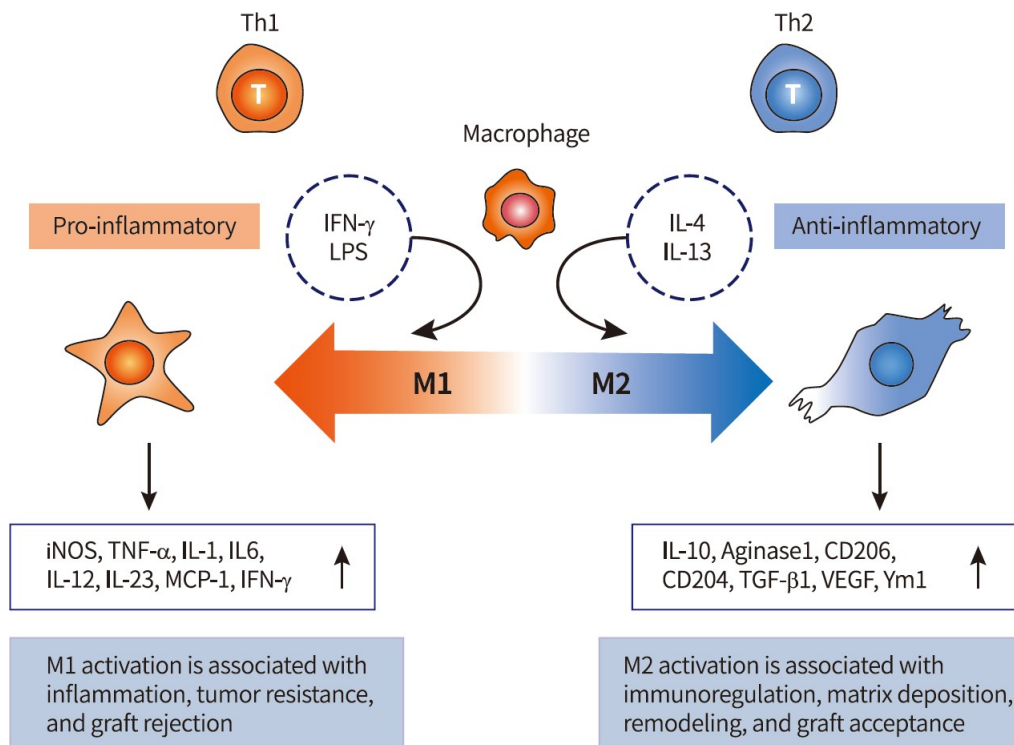 Th1
Th2
T
T
Macrophage
Pro-inflammatory
IFN-γ
LPS
IL-4
IL-13
Anti-inflammatory
M1
M2
iNOS, TNF-α, IL-1, IL6,
IL-12, IL-23, MCP-1, IFN-γ
IL-10, Aginase1, CD206,
CD204, TGF-β1, VEGF, Ym1
M1 activation is associated with
inflammation, tumor resistance,
and graft rejection
M2 activation is associated with
immunoregulation, matrix deposition,
remodeling, and graft acceptance